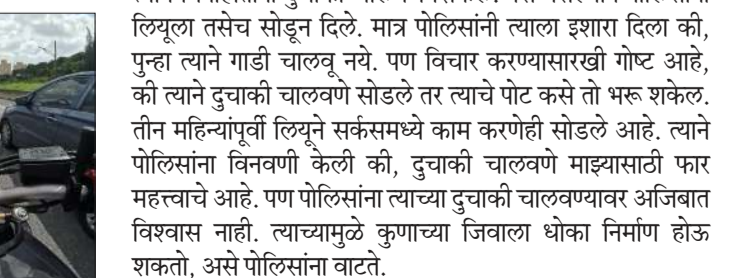 लियूला तसेच सोडून दिले. मात्र पोलिसांनी त्याला इशारा दिला की,
पुन्हा त्याने गाडी चालवू नये. पण विचार करण्यासारखी गोष्ट आहे,
की त्याने दुचाकी चालवणे सोडले तर त्याचे पोट कसे तो भरू शकेल.
तीन महिन्यांपूर्वी लियूने सर्कसमध्ये काम करणेही सोडले आहे. त्याने
पोलिसांना विनवणी केली की, दुचाकी चालवणे माझ्यासाठी फार
महत्त्वाचे आहे. पण पोलिसांना त्याच्या दुचाकी चालवण्यावर अजिबात
विश्वास नाही. त्याच्यामुळे कुणाच्या जिवाला धोका निर्माण होऊ
शकतो, असे पोलिसांना वाटते.